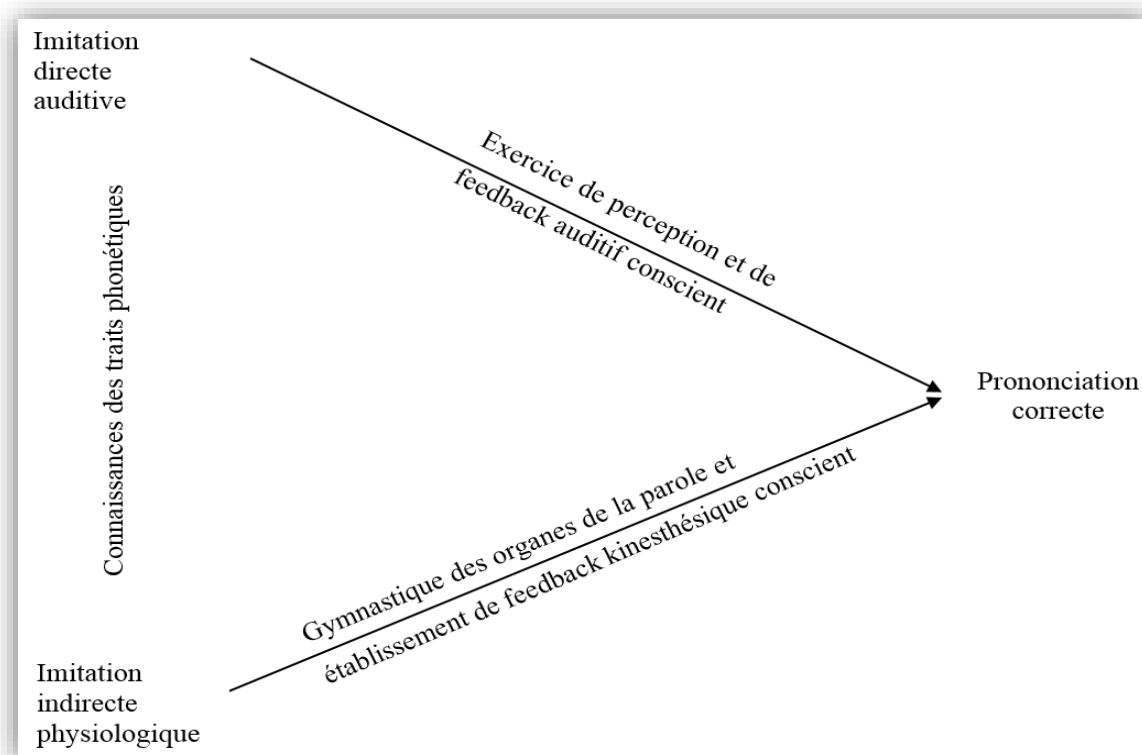 Imitation
directe
auditive
Exercice de perception et de
feedback auditif conscient
Connaissances des traits phonétiques
Prononciation
correcte
Gymnastique des organes de la parole et
établissement de feedback kinesthésique conscient
Imitation
indirecte
physiologique